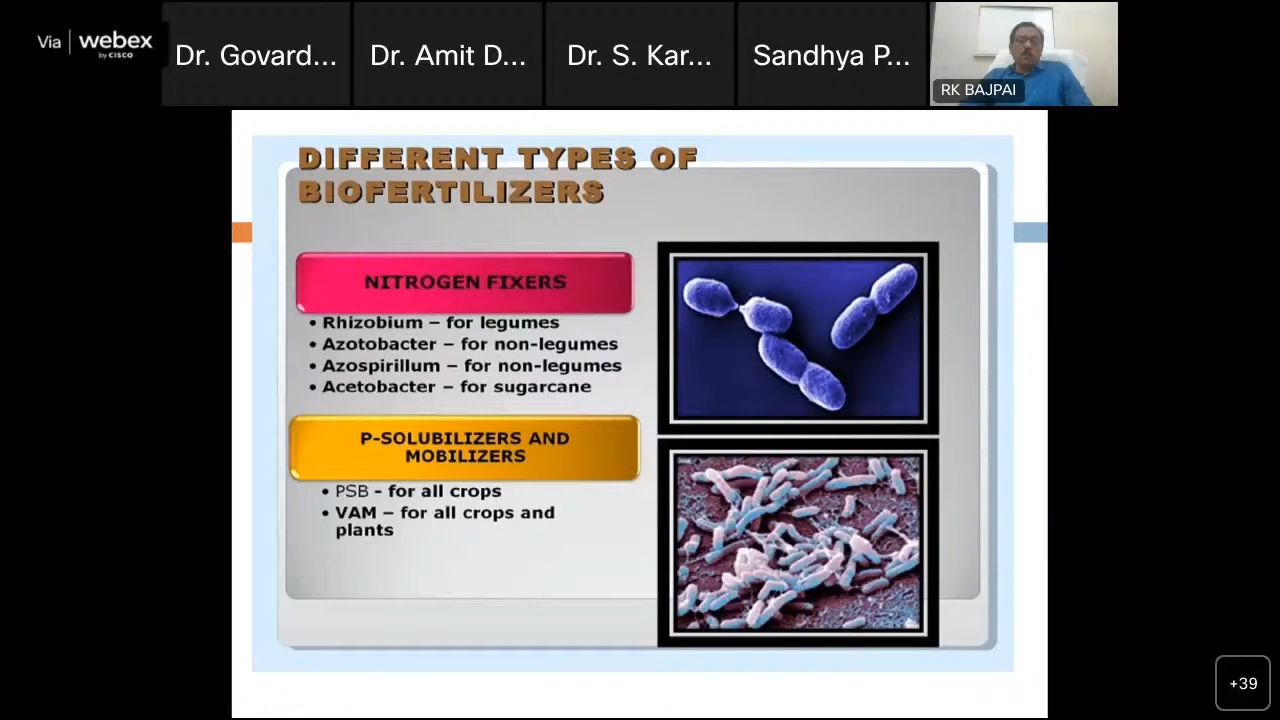 Via webex
by CISCO
Dr. Govard...
Dr. Amit D...
Dr. S. Kar...
Sandhya P...
RK BAJPAI
DIFFERENT TYPES OF
BIOFERTILIZERS
NITROGEN FIXERS
• Rhizobium – for legumes
• Azotobacter – for non-legumes
• Azospirillum – for non-legumes
• Acetobacter – for sugarcane
P-SOLUBILIZERS AND
MOBILIZERS
• PSB - for all crops
• VAM – for all crops and
plants
+39